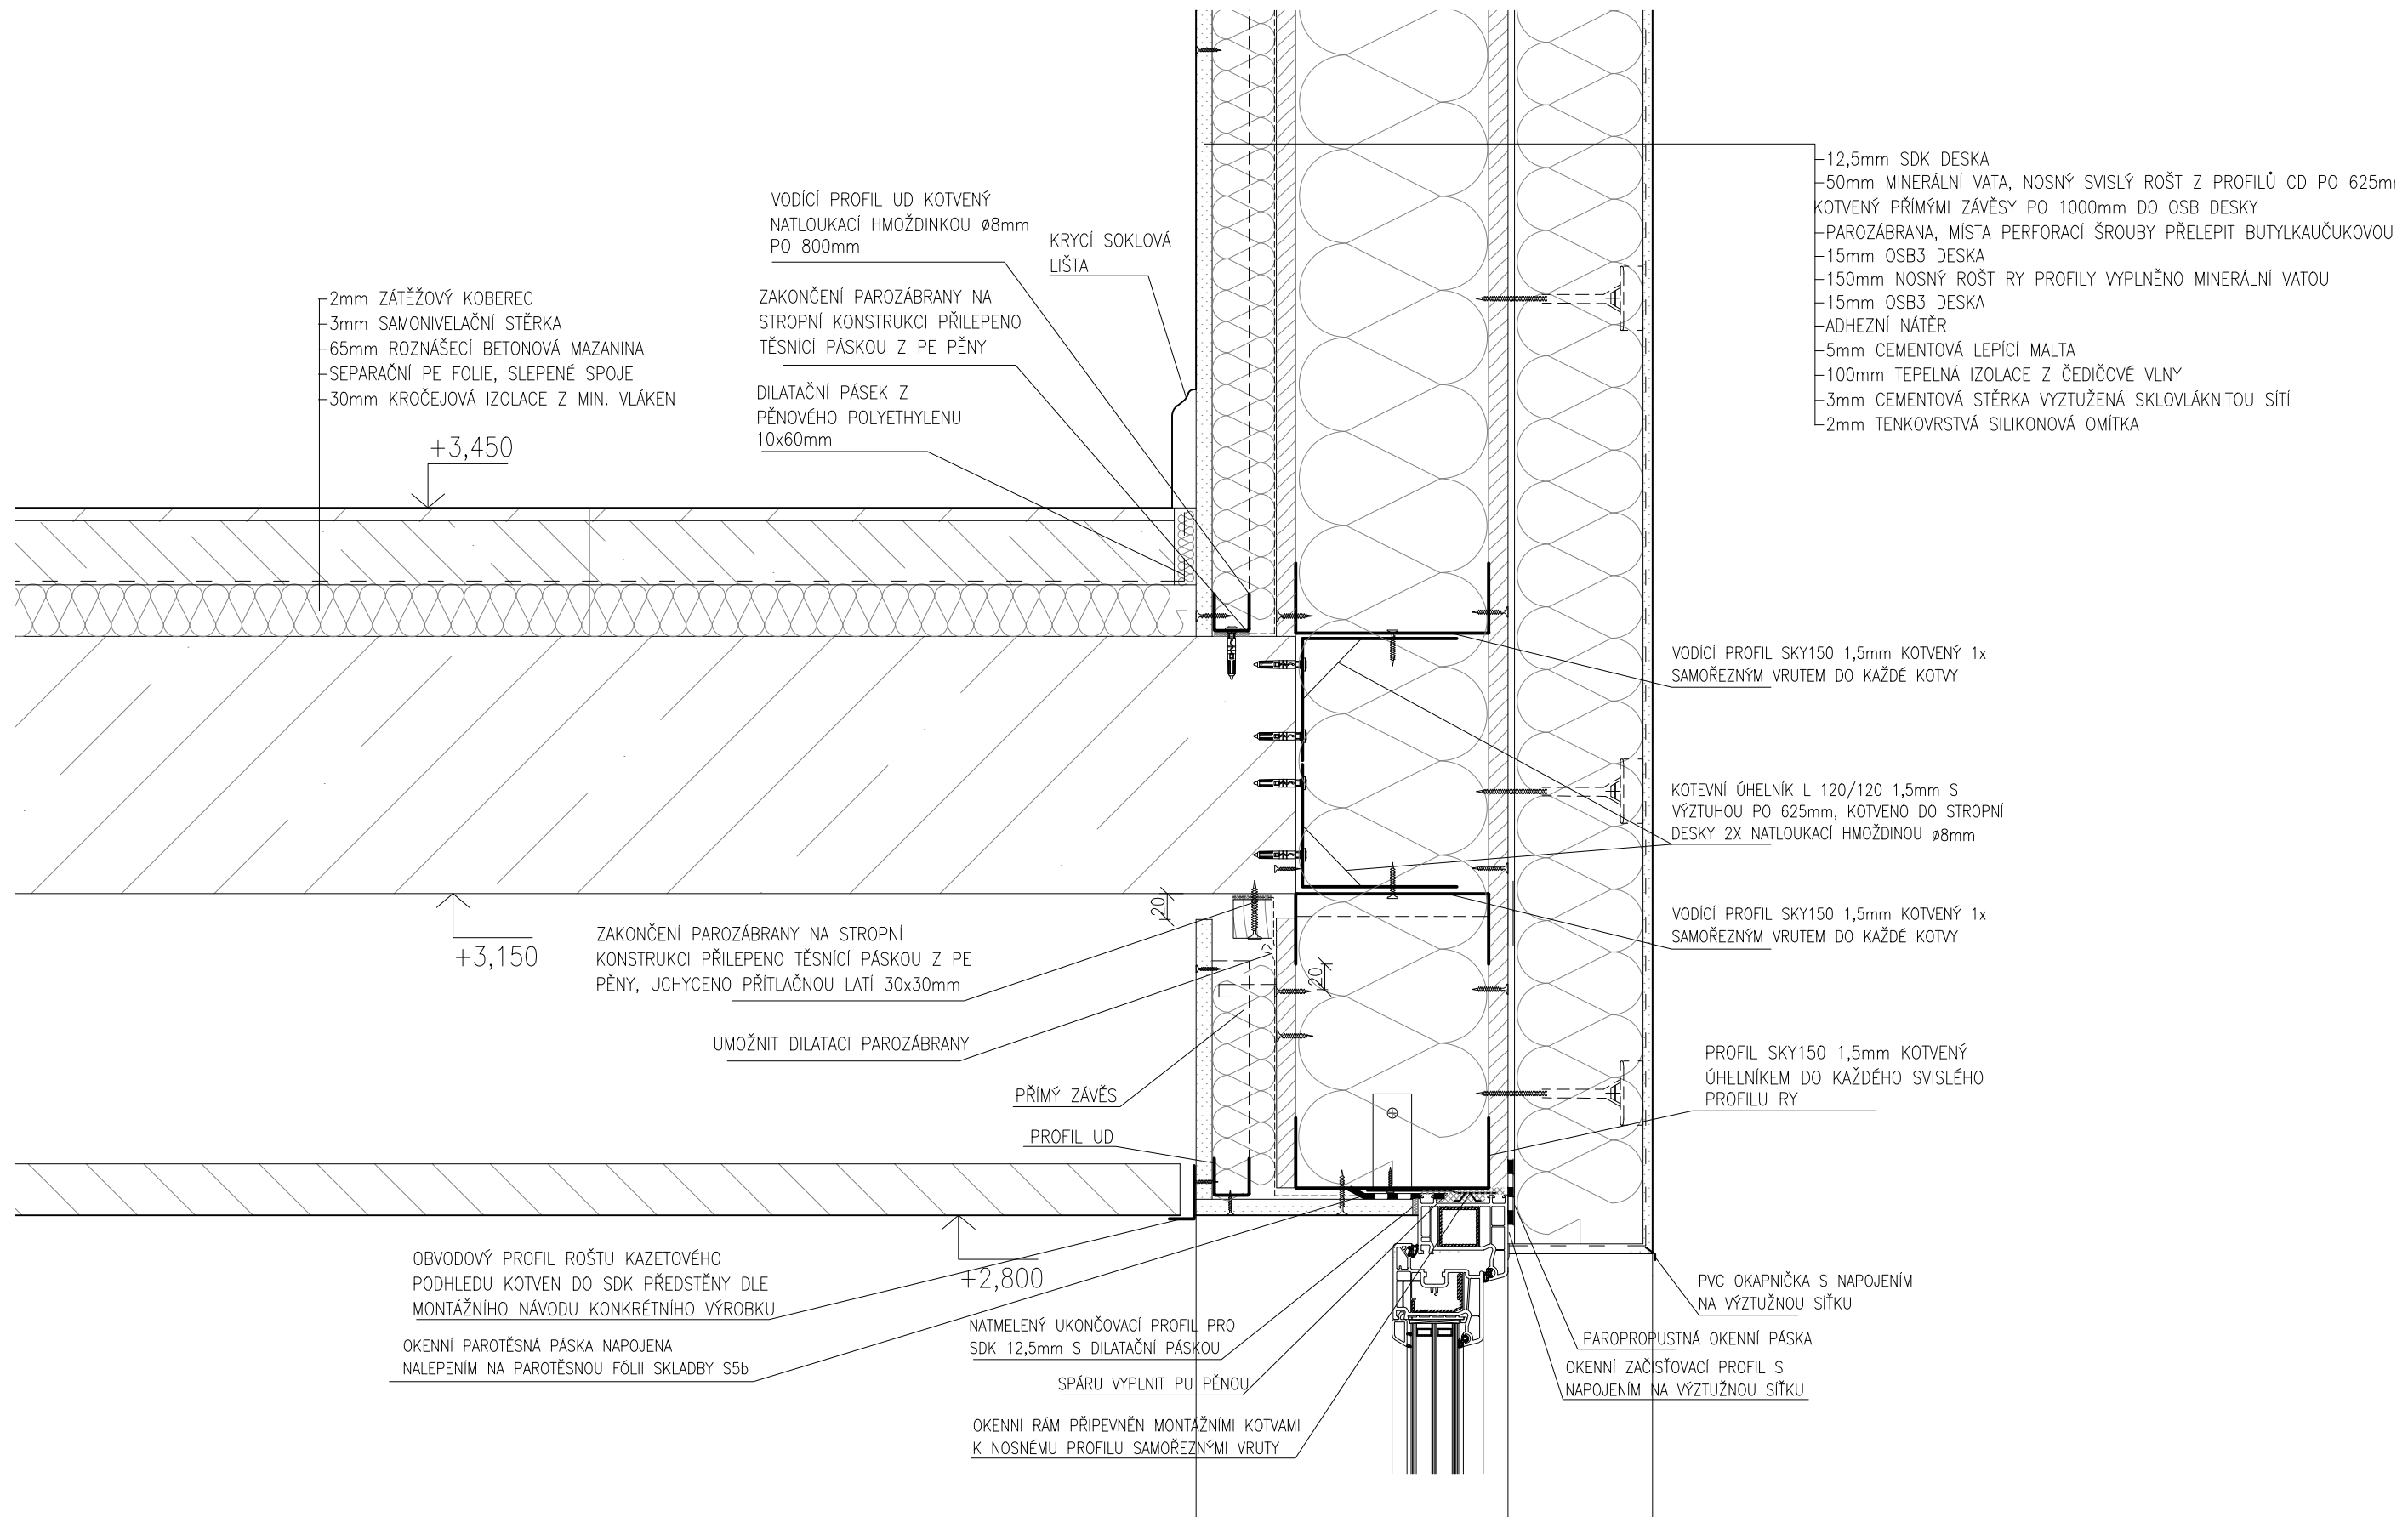 12,5mm SDK DESKA
50mm MINERÁLNÍ VATA, NOSNÝ SVISLÝ ROŠT Z PROFILŮ CD PO
KOTVENÝ PŘÍMÝMI ZÁVĚSY PO 1000mm DO OSB DESKY
PAROZÁBRANA, MÍSTA PERFORACÍ ŠROUBY PŘELEPIT BUTYLKAUČUKOVOU
15mm OSB3 DESKA
150mm NOSNÝ ROŠT RY PROFILY VYPLNĚNO MINERÁLNÍ VATOU
15mm OSB3 DESKA
ADHEZNÍ NÁTĚR
5mm CEMENTOVÁ LEPÍCÍ MALTA
100mm TEPELNÁ IZOLACE Z ČEDIČOVÉ VLNY
3mm CEMENTOVÁ STĚRKA VYZTUŽENÁ SKLOVLÁKNITOU SÍTÍ
2mm TENKOVRSTVÁ SILIKONOVÁ OMÍTKA
VODÍCÍ PROFIL UD KOTVENÝ
NATLOUKACÍ HMOŽDINKOU ø8mm
PO 800mm
KRYCÍ SOKLOVÁ
LIŠTA
ZAKONČENÍ PAROZÁBRANY NA
STROPNÍ KONSTRUKCI PŘILEPENO
TĚSNÍCÍ PÁSKOU Z PE PĚNY
DILATAČNÍ PÁSEK Z
PĚNOVÉHO POLYETHYLENU
10x60mm
2mm ZÁTĚŽOVÝ KOBEREC
3mm SAMONIVELAČNÍ STĚRKA
65mm ROZNÁŠECÍ BETONOVÁ MAZANINA
SEPARAČNÍ PE FOLIE, SLEPENÉ SPOJE
30mm KROČEJOVÁ IZOLACE Z MIN. VLÁKEN
+3,450
VODÍCÍ PROFIL SKY150 1,5mm KOTVENÝ 1x
SAMOŘEZNÝM VRUTEM DO KAŽDÉ KOTVY
KOTEVNÍ ÚHELNÍK L 120/120 1,5mm S
VÝZTUHOU PO 625mm, KOTVENO DO STROPNÍ
DESKY 2X NATLOUKACÍ HMOŽDINOU ø8mm
VODÍCÍ PROFIL SKY150 1,5mm KOTVENÝ 1x
SAMOŘEZNÝM VRUTEM DO KAŽDÉ KOTVY
20
20
+3,150
ZAKONČENÍ PAROZÁBRANY NA STROPNÍ
KONSTRUKCI PŘILEPENO TĚSNÍCÍ PÁSKOU Z PE
PĚNY, UCHYCENO PŘÍTLAČNOU LATÍ 30x30mm
UMOŽNIT DILATACI PAROZÁBRANY
PŘÍMÝ ZÁVĚS
PROFIL UD
PROFIL SKY150 1,5mm KOTVENÝ
ÚHELNÍKEM DO KAŽDÉHO SVISLÉHO
PROFILU RY
+2,800
OBVODOVÝ PROFIL ROŠTU KAZETOVÉHO
PODHLEDU KOTVEN DO SDK PŘEDSTĚNY DLE
MONTÁŽNÍHO NÁVODU KONKRÉTNÍHO VÝROBKU
OKENNÍ PAROTĚSNÁ PÁSKA NAPOJENA
NALEPENÍM NA PAROTĚSNOU FÓLII SKLADBY S5b
NATMELENÝ UKONČOVACÍ PROFIL PRO
SDK 12,5mm S DILATAČNÍ PÁSKOU
SPÁRU VYPLNIT PU PĚNOU
OKENNÍ RÁM PŘIPEVNĚN MONTÁŽNÍMI KOTVAMI
K NOSNÉMU PROFILU SAMOŘEZNÝMI VRUTY
PVC OKAPNIČKA S NAPOJENÍM
NA VÝZTUŽNOU SÍŤKU
PAROPROPUSTNÁ OKENNÍ PÁSKA
OKENNÍ ZAČISŤOVACÍ PROFIL S
NAPOJENÍM NA VÝZTUŽNOU SÍŤKU